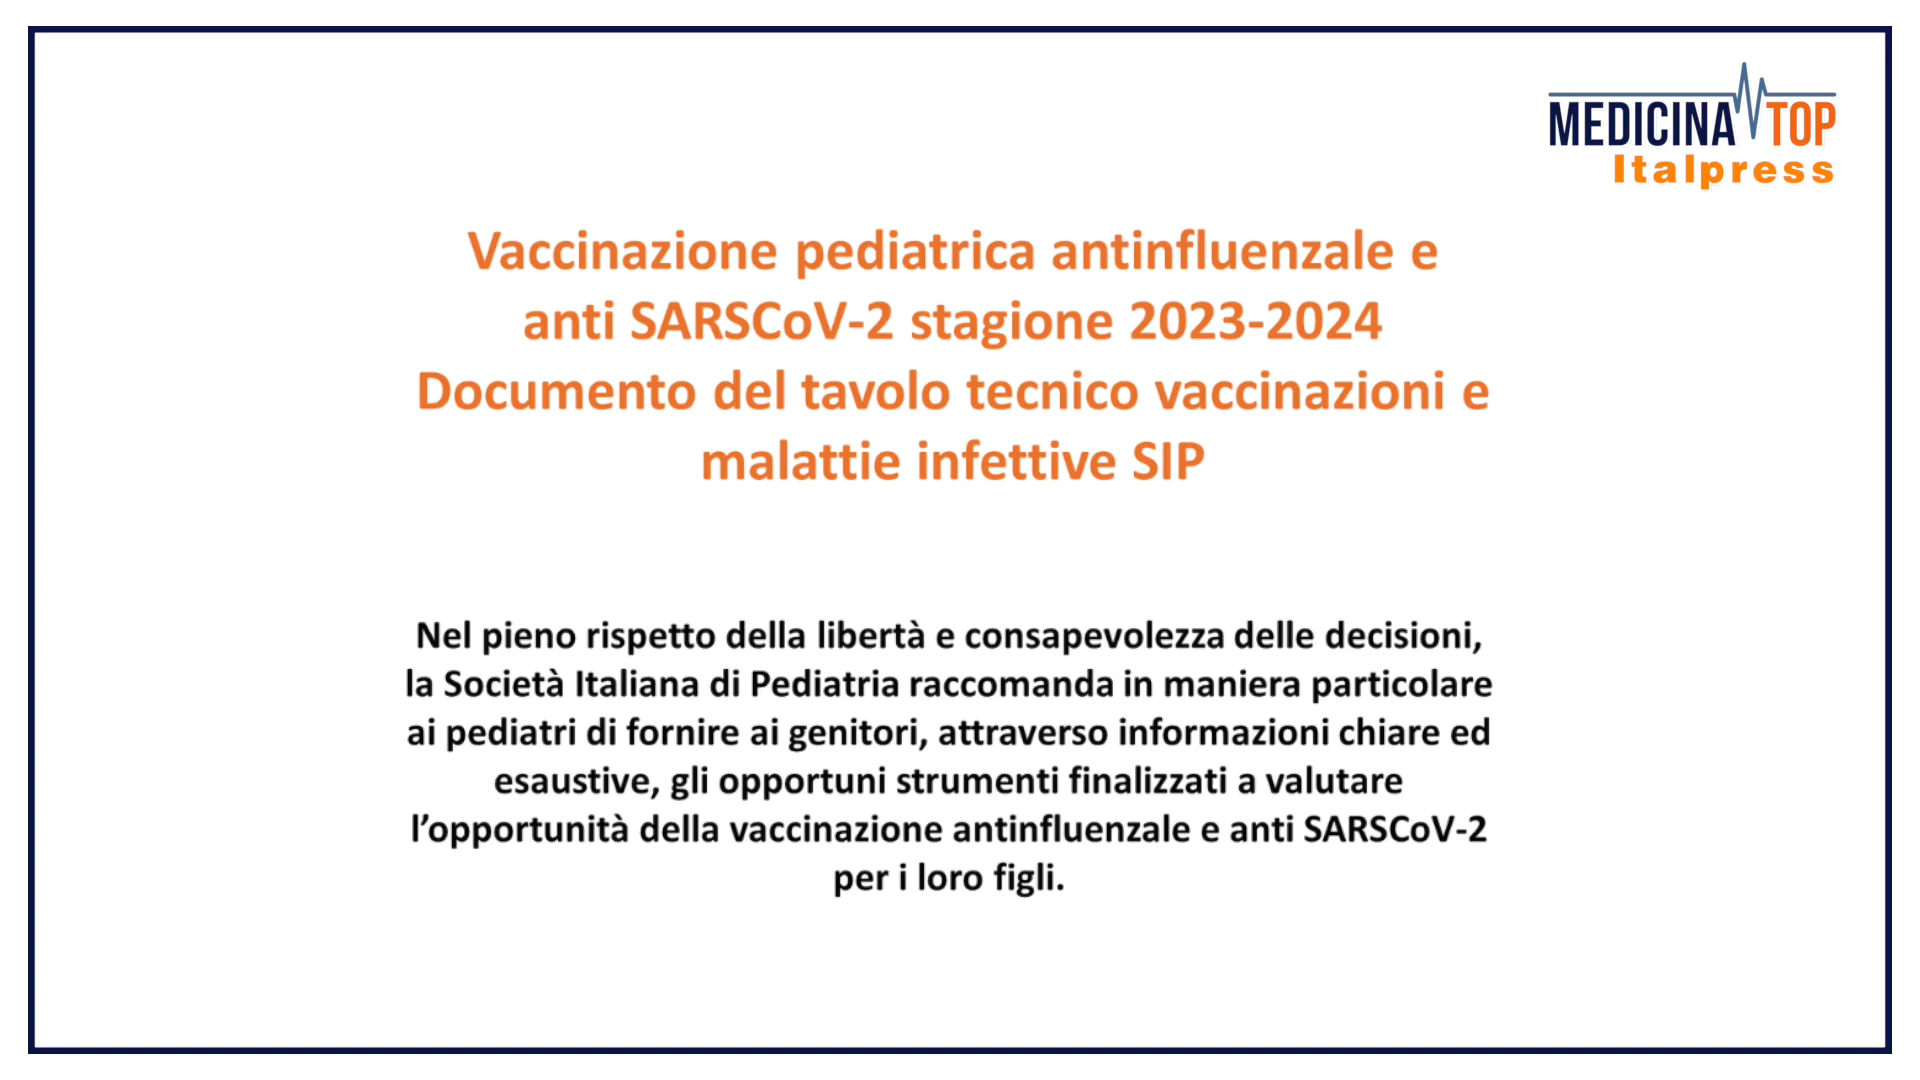 MEDICINA TOP
Italpress
Vaccinazione pediatrica antinfluenzale e
anti SARSCoV-2 stagione 2023-2024
Documento del tavolo tecnico vaccinazioni e
malattie infettive SIP
Nel pieno rispetto della libertà e consapevolezza delle decisioni,
la Società Italiana di Pediatria raccomanda in maniera particolare
ai pediatri di fornire ai genitori, attraverso informazioni chiare ed
esaustive, gli opportuni strumenti finalizzati a valutare
l’opportunità della vaccinazione antinfluenzale e anti SARSCoV-2
per i loro figli.